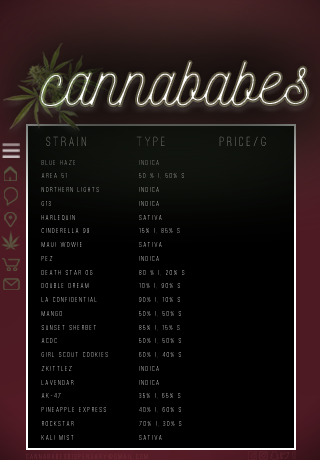 cannababes
STRAIN TYPE PRICE/G
BLUE HAZE INDICA
AREA 51 50 % I. 50% S
NORTHERN LIGHTS INDICA
G13 INDICA
HARLEQUIN SATIVA
CINDERELLA 99 15% I. 85% S
MAUI WOWIE SATIVA
PEZ INDICA
DEATH STAR OG 80 % I. 20% S
DOUBLE DREAM 10% I. 90% S
LA CONFIDENTIAL 90% I. 10% S
MANGO 50% I. 50% S
SUNSET SHERBET 85% I. 15% S
ACDC 50% I. 50% S
GIRL SCOUT COOKIES 60% I. 40% S
ZKITTLEZ INDICA
LAVENDAR INDICA
AK-47 35% I. 65% S
PINEAPPLE EXPRESS 40% I. 60% S
ROCKSTAR 70% I. 30% S
KALI MIST SATIVA